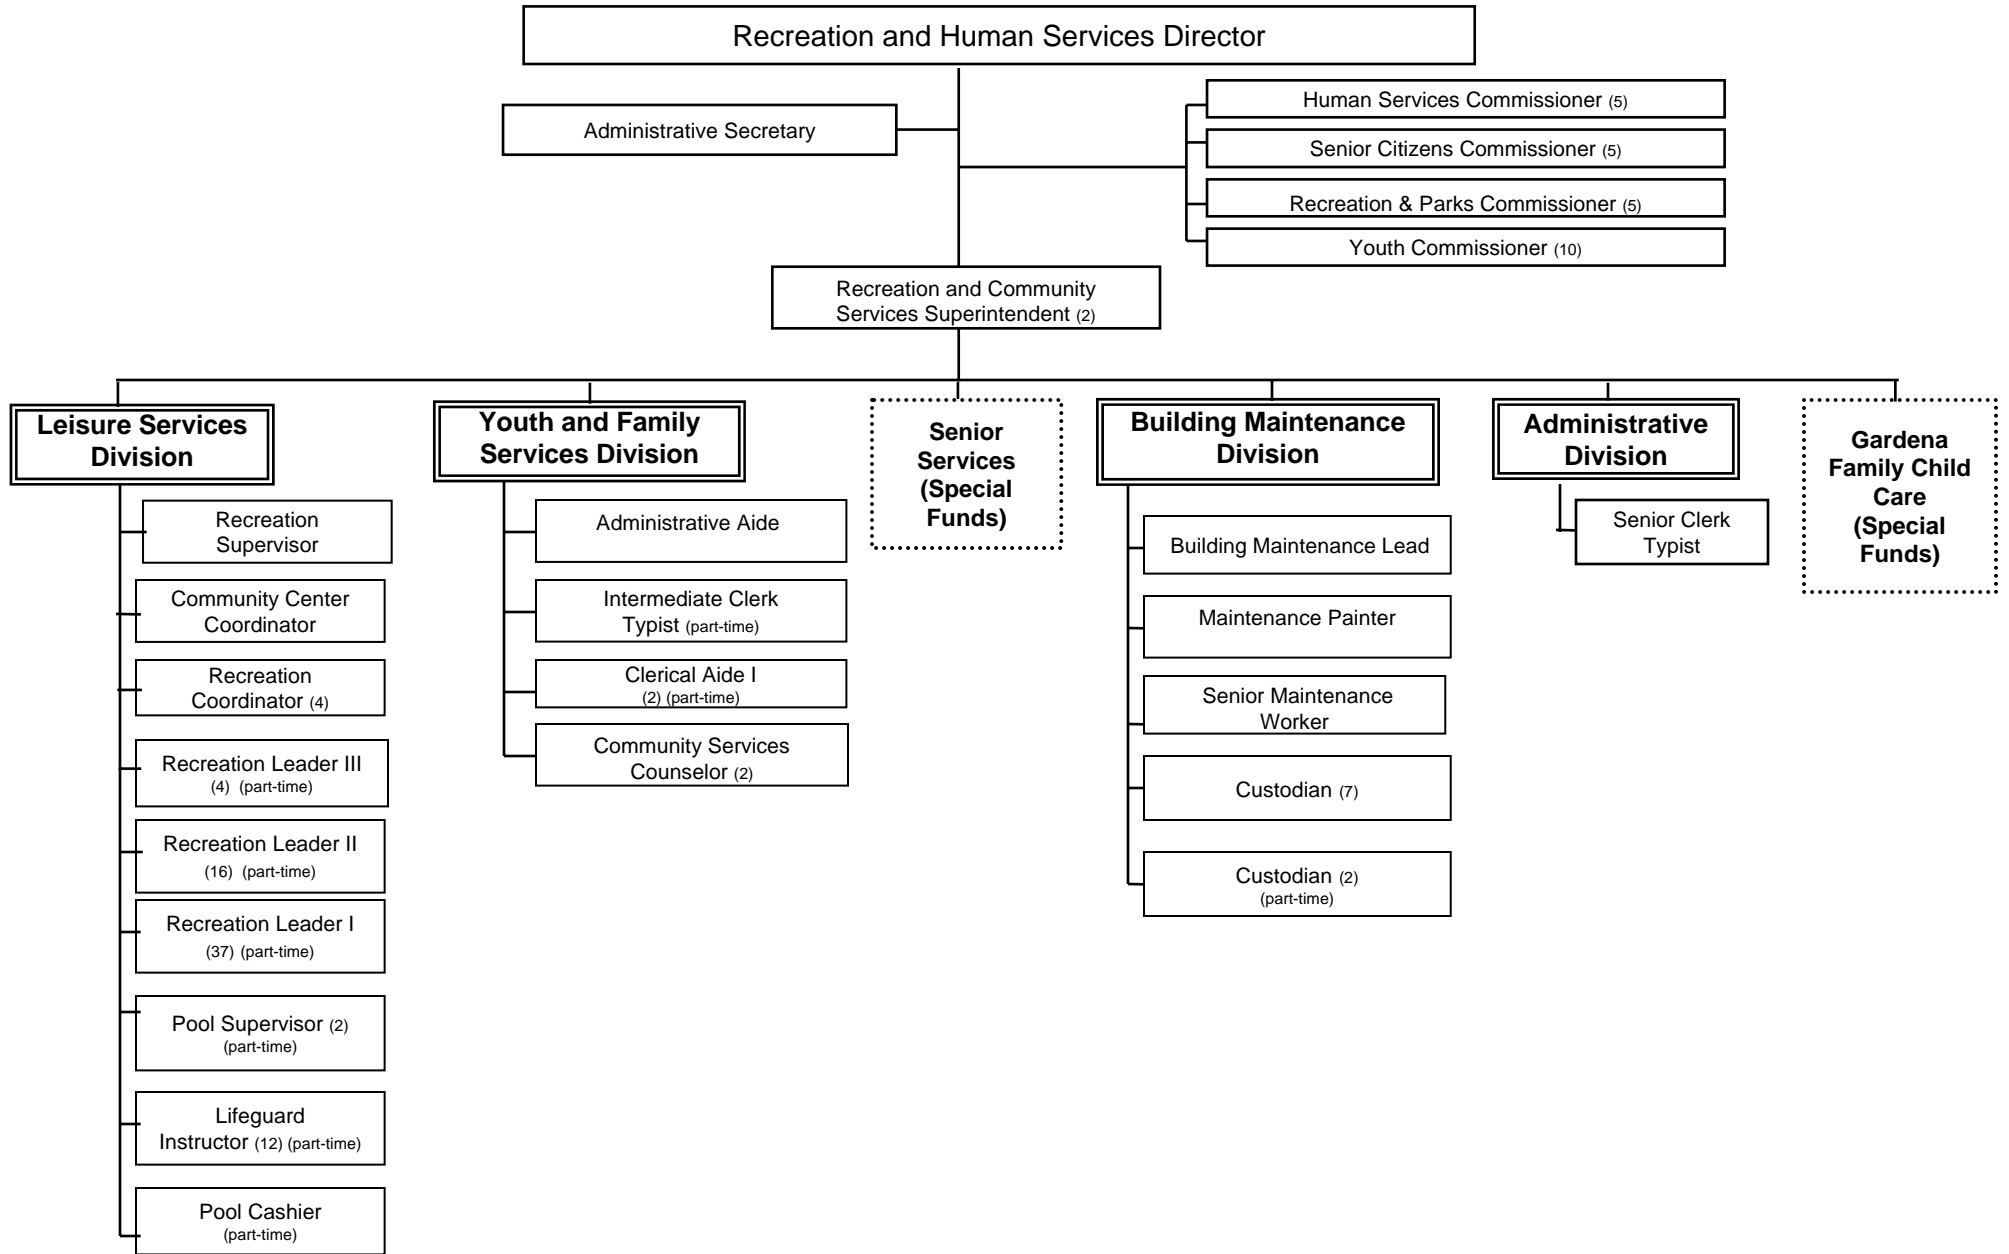 Recreation and Human Services Director
Administrative Secretary
Human Services Commissioner (5)
Senior Citizens Commissioner (5)
Recreation & Parks Commissioner (5)
Youth Commissioner (10)
Recreation and Community
Services Superintendent (2)
Leisure Services
Division
Recreation
Supervisor
Community Center
Coordinator
Recreation
Coordinator (4)
Recreation Leader III
(4) (part-time)
Recreation Leader II
(16) (part-time)
Recreation Leader I
(37) (part-time)
Pool Supervisor (2)
(part-time)
Lifeguard
Instructor (12) (part-time)
Pool Cashier
(part-time)
Youth and Family
Services Division
Administrative Aide
Intermediate Clerk
Typist (part-time)
Clerical Aide I
(2) (part-time)
Community Services
Counselor (2)
Senior
Services
(Special
Funds)
Building Maintenance
Division
Building Maintenance Lead
Maintenance Painter
Senior Maintenance
Worker
Custodian (7)
Custodian (2)
(part-time)
Administrative
Division
Senior Clerk
Typist
Gardena
Family Child
Care
(Special
Funds)